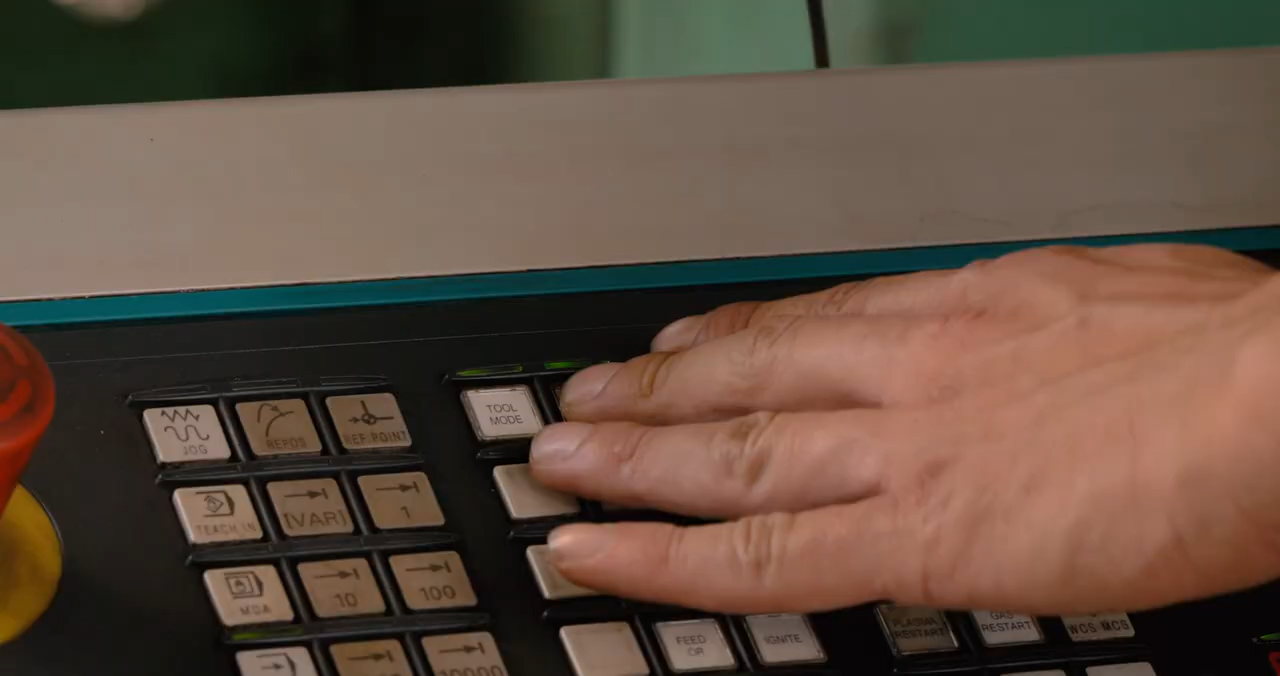 JOG
REPOS
REF.POINT
TOOL
MODE
TEACH IN
[VAR]
1
MDA
10
100
10000
FEED
OR
IGNITE
PLASMA
RESTART
GAS
RESTART
WCS MCS